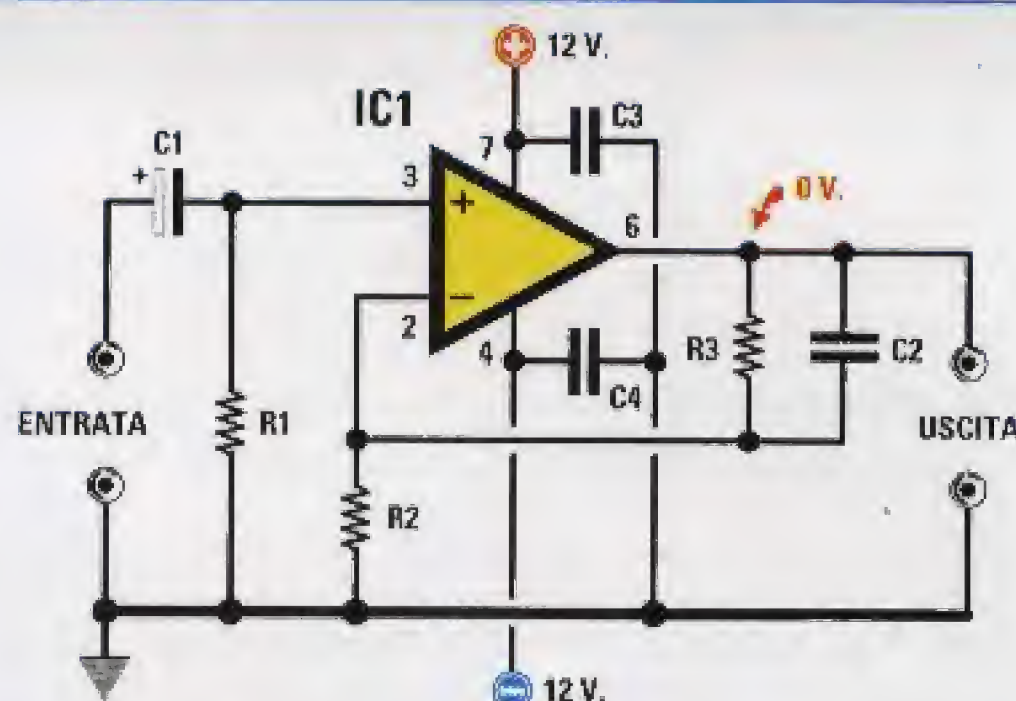 12 V.
IC1
C3
C1
+
7
3
+
0 V.
6
−
2
4
R3
C2
C4
ENTRATA
R1
USCITA
R2
12 V.